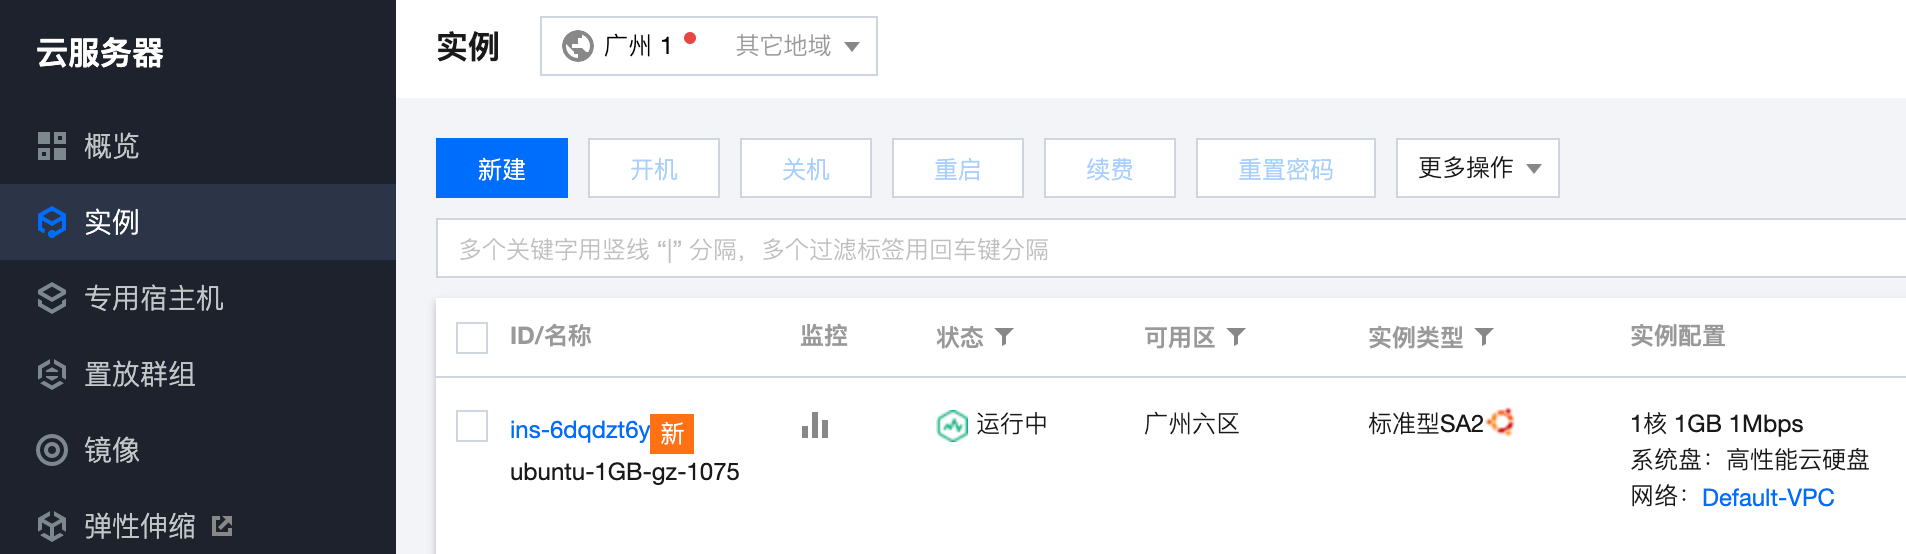 云服务器
概览
实例
专用宿主机
置放群组
镜像
弹性伸缩
实例
广州 1 其它地域
新建 开机 关机 重启 续费 重置密码 更多操作
多个关键字用竖线 “|” 分隔，多个过滤标签用回车键分隔
ID/名称 监控 状态 可用区 实例类型 实例配置
ins-6dqdzt6y 新 运行中 广州六区 标准型SA2 1核 1GB 1Mbps
ubuntu-1GB-gz-1075 系统盘：高性能云硬盘
网络：Default-VPC